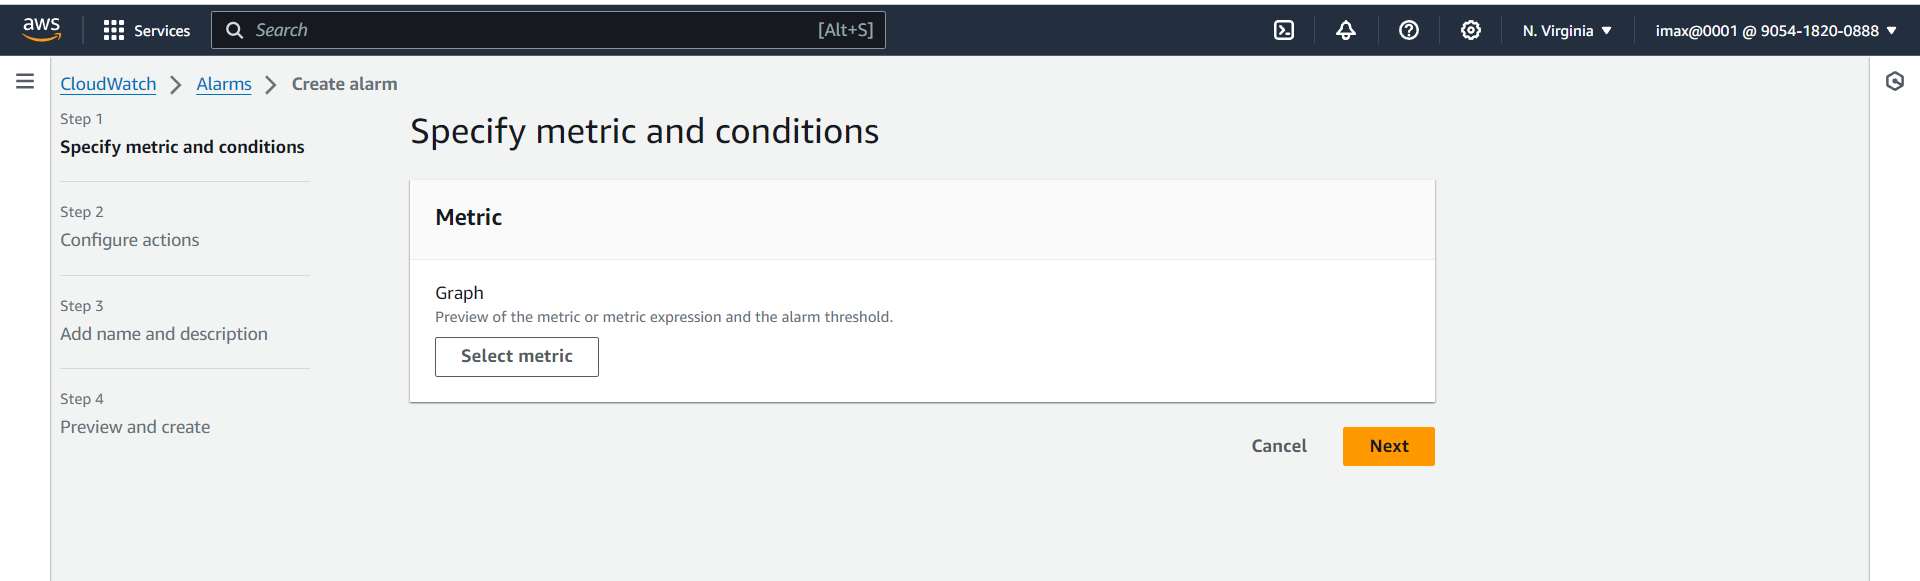 aws Services Search [Alt+S] N. Virginia imax@0001 @ 9054-1820-0888
CloudWatch Alarms Create alarm
Step 1
Specify metric and conditions
Step 2
Configure actions
Step 3
Add name and description
Step 4
Preview and create
Specify metric and conditions
Metric
Graph
Preview of the metric or metric expression and the alarm threshold.
Select metric
Cancel Next